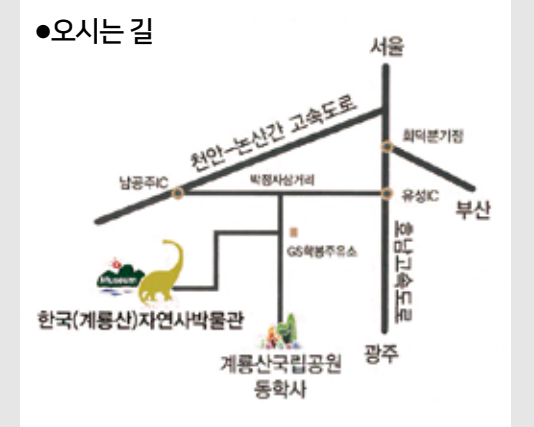 ●오시는 길
서울
천안-논산간 고속도로
회덕분기점
남공주IC
박정자삼거리
유성IC
부산
GS학봉주유소
호남고속도로
Museum
한국(계룡산)자연사박물관
계룡산국립공원
동학사
광주